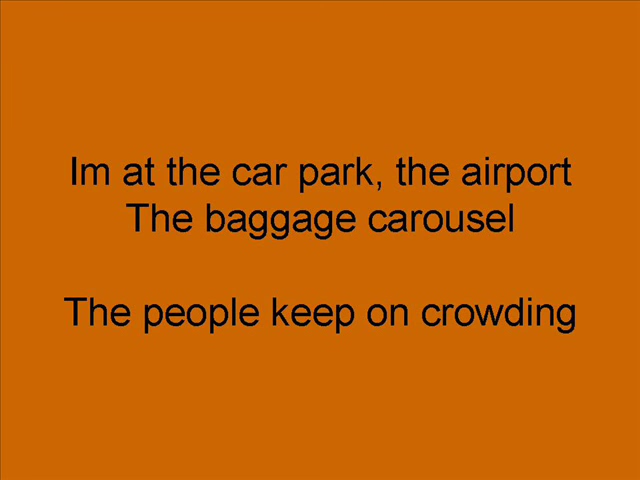 Im at the car park, the airport
The baggage carousel
The people keep on crowding